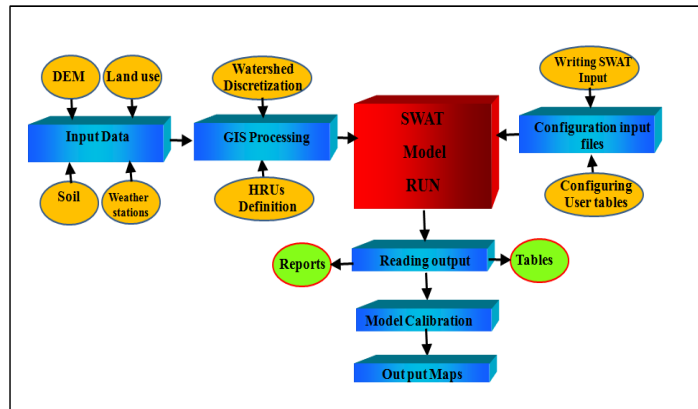 DEM
Land use
Input Data
Soil
Weather
stations
Watershed
Discretization
GIS Processing
HRUs
Definition
SWAT
Model
RUN
Writing SWAT
Input
Configuration input
files
Configuring
User tables
Reports
Reading output
Tables
Model Calibration
Output Maps